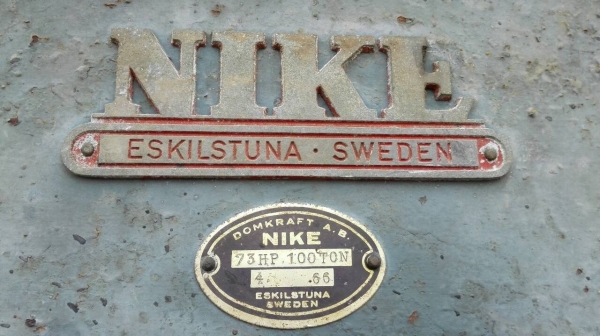 NIKE
ESKILSTUNA · SWEDEN
DOMKRAFT A.B.
NIKE
73HP.100TON
4 .66
ESKILSTUNA
SWEDEN